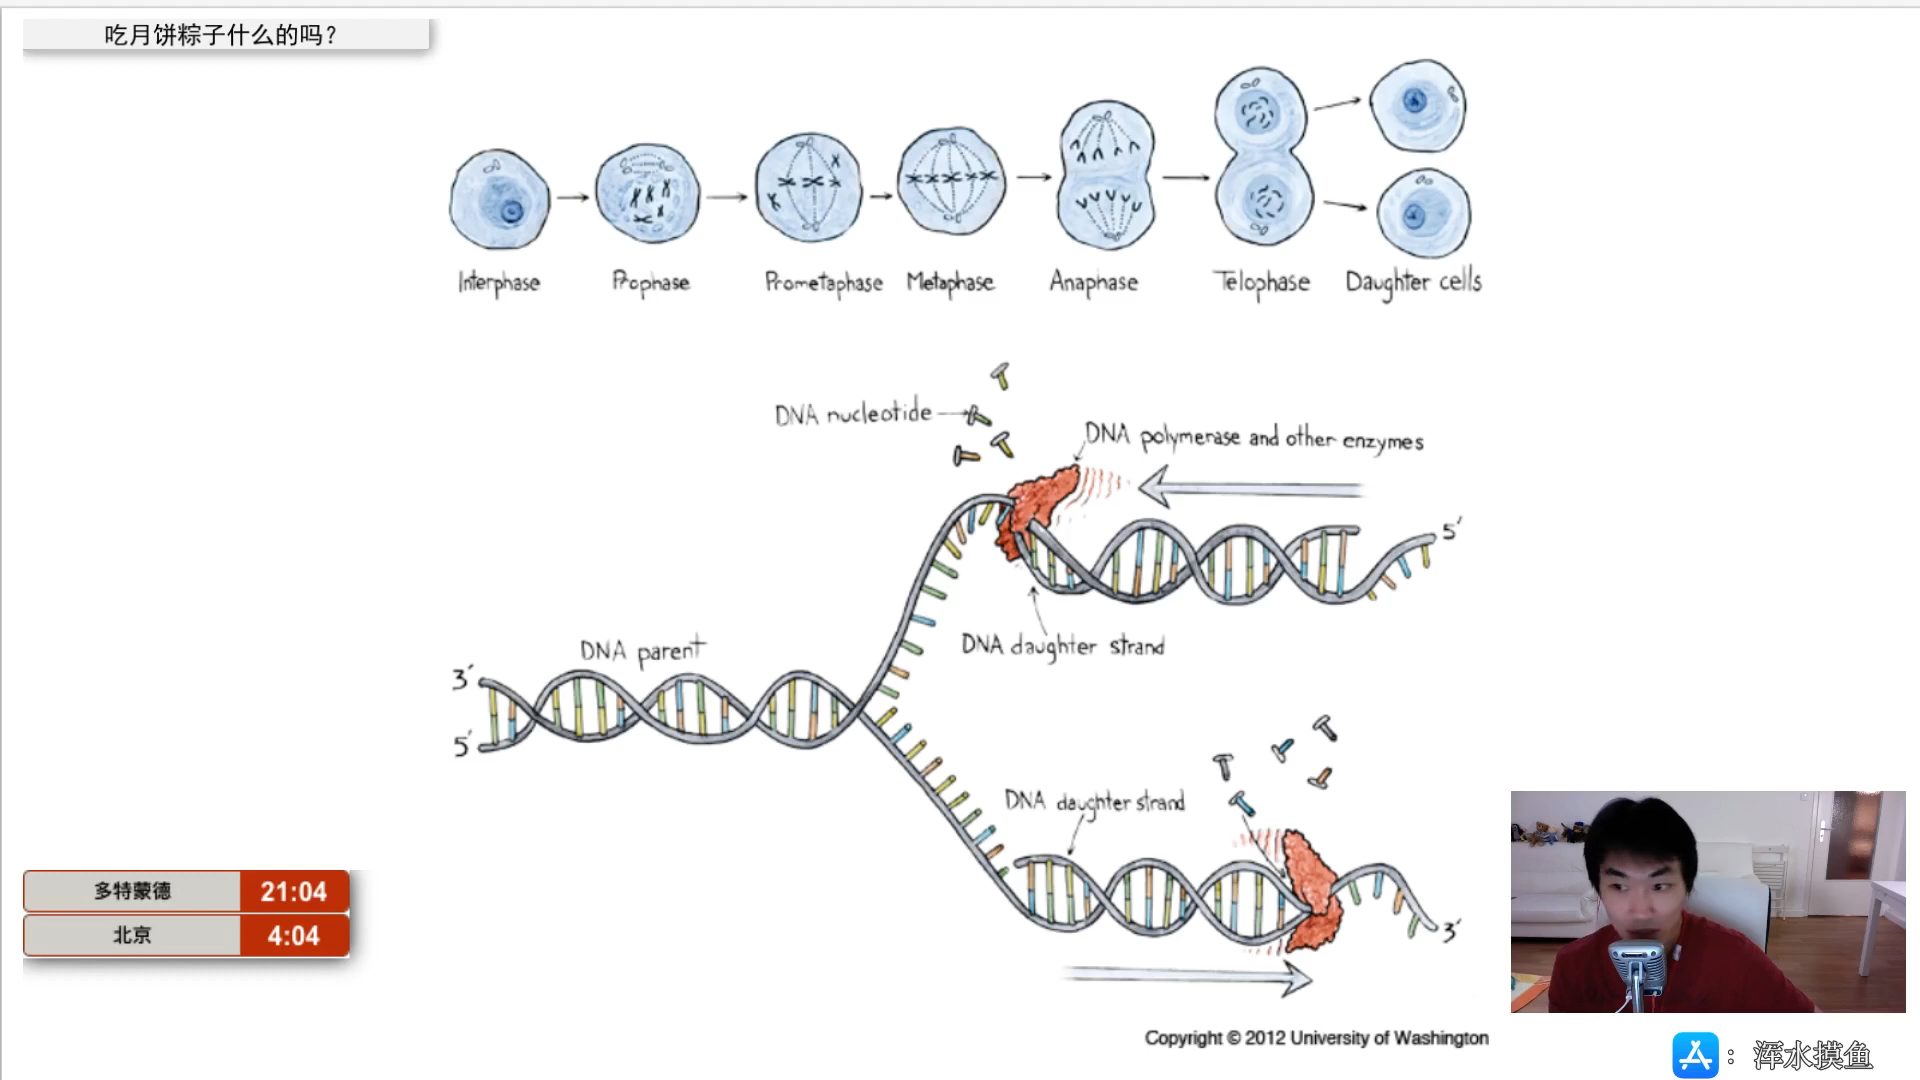 吃月饼粽子什么的吗?
Interphase
Prophase
Prometaphase
Metaphase
Anaphase
Telophase
Daughter cells
DNA nucleotide
DNA polymerase and other enzymes
5′
DNA daughter strand
DNA parent
3′
5′
DNA daughter strand
3′
多特蒙德 21:04
北京 4:04
Copyright © 2012 University of Washington
: 浑水摸鱼